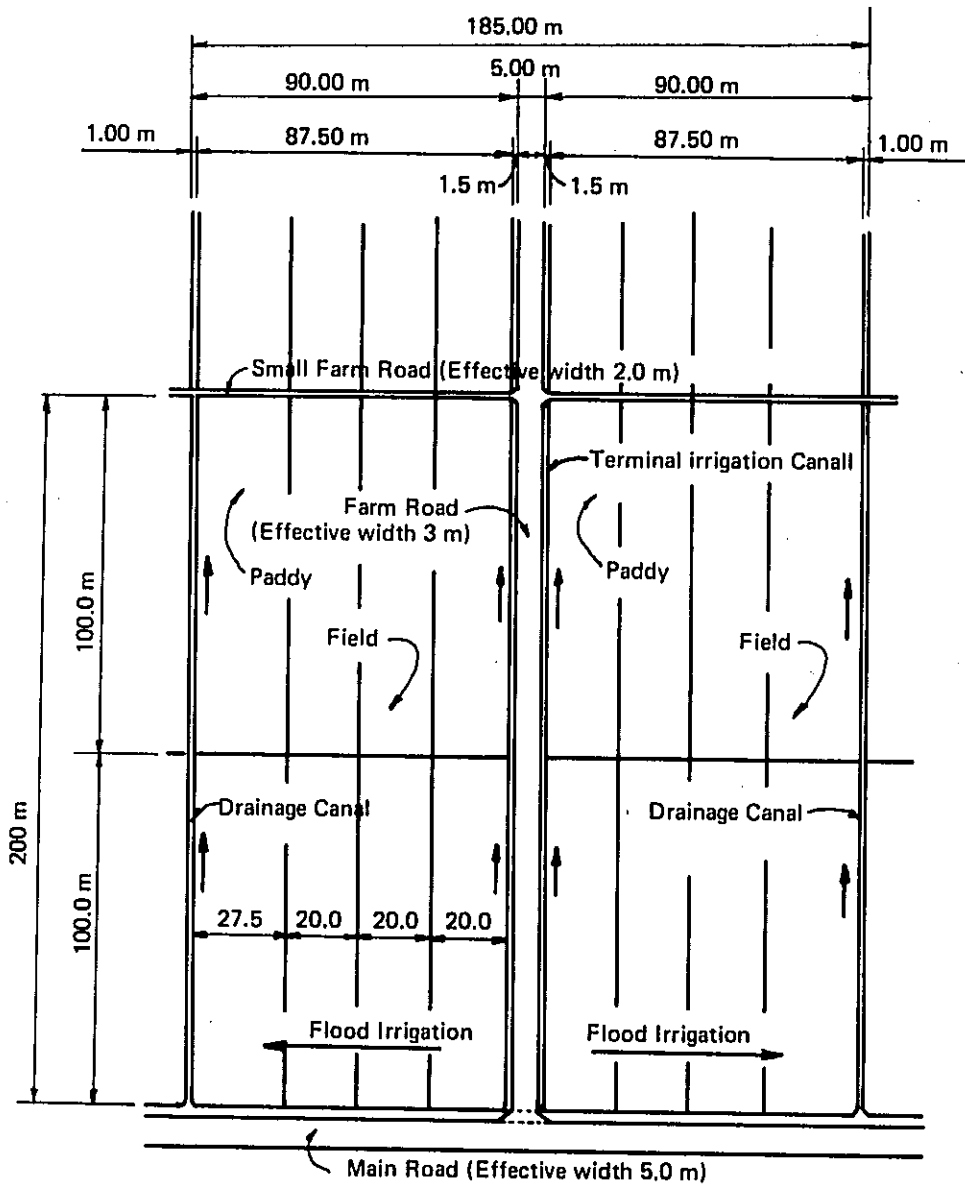 185.00 m
5.00 m
90.00 m
90.00 m
1.00 m
87.50 m
87.50 m
1.00 m
1.5 m
1.5 m
Small Farm Road (Effective width 2.0 m)
Terminal irrigation Canall
Farm Road
(Effective width 3 m)
Paddy
Paddy
100.0 m
Field
Field
200 m
Drainage Canal
Drainage Canal
100.0 m
27.5
20.0
20.0
20.0
Flood Irrigation
Flood Irrigation
Main Road (Effective width 5.0 m)